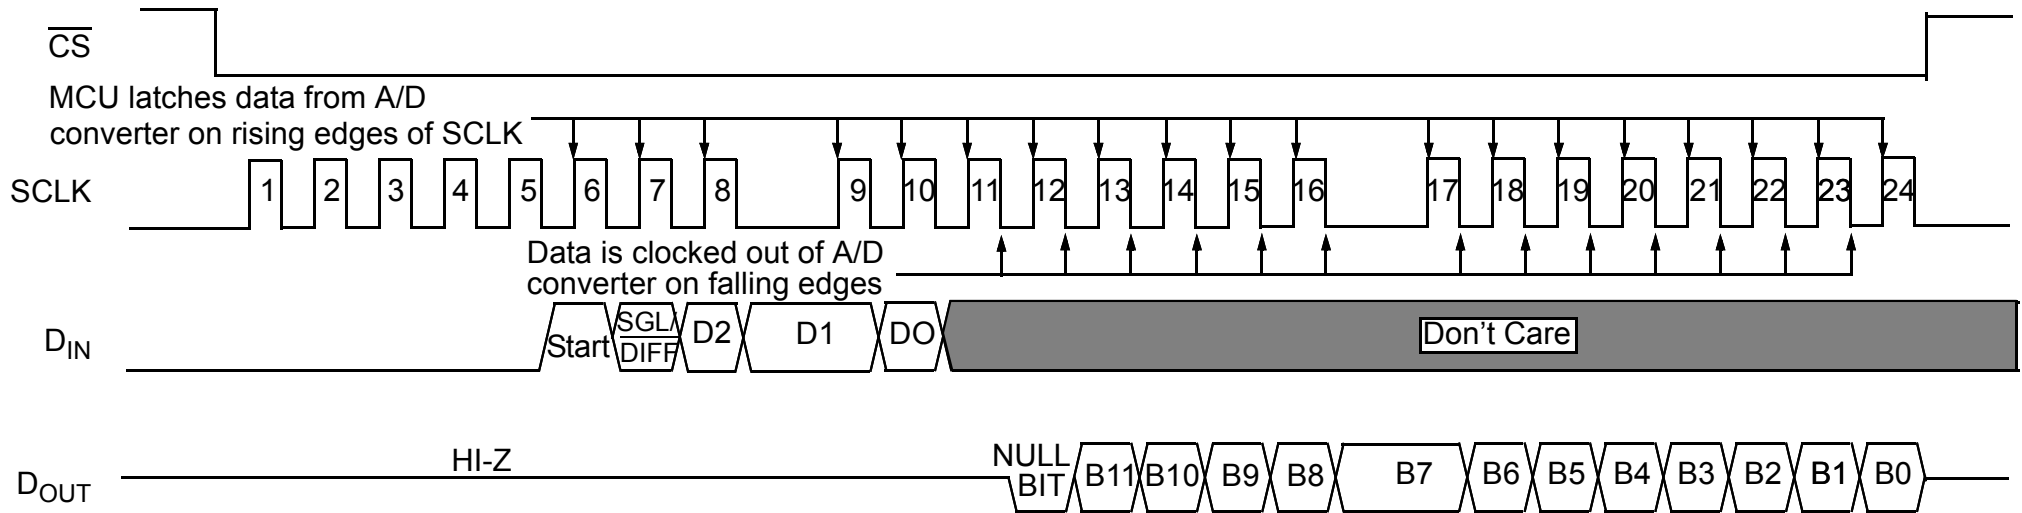 CS
MCU latches data from A/D
converter on rising edges of SCLK
SCLK 1 2 3 4 5 6 7 8 9 10 11 12 13 14 15 16 17 18 19 20 21 22 23 24
Data is clocked out of A/D
converter on falling edges
DIN Start SGL/ DIFF D2 D1 DO Don't Care
HI-Z
NULL
BIT
DOUT B11 B10 B9 B8 B7 B6 B5 B4 B3 B2 B1 B0